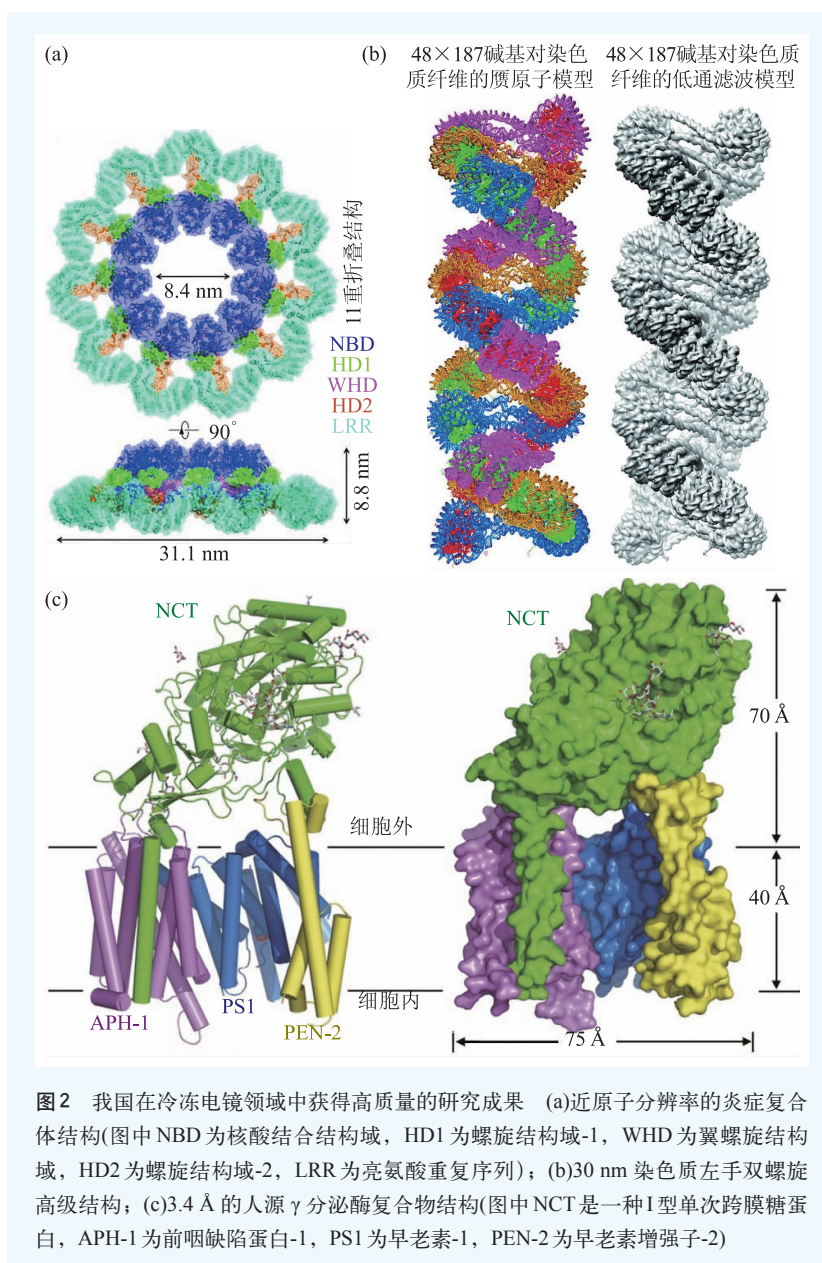 (a)
8.4 nm
11重折叠结构
NBD
HD1
WHD
HD2
LRR
90°
8.8 nm
31.1 nm
(b)
48×187碱基对染色
质纤维的赝原子模型
48×187碱基对染色质
纤维的低通滤波模型
(c)
NCT
NCT
70 Å
细胞外
40 Å
细胞内
APH-1
PS1
PEN-2
75 Å
图2 我国在冷冻电镜领域中获得高质量的研究成果 (a)近原子分辨率的炎症复合
体结构(图中NBD为核酸结合结构域，HD1为螺旋结构域-1，WHD为翼螺旋结构
域，HD2为螺旋结构域-2，LRR为亮氨酸重复序列)；(b)30 nm 染色质左手双螺旋
高级结构；(c)3.4 Å的人源γ分泌酶复合物结构(图中NCT是一种I型单次跨膜糖蛋
白，APH-1为前咽缺陷蛋白-1，PS1为早老素-1，PEN-2为早老素增强子-2)